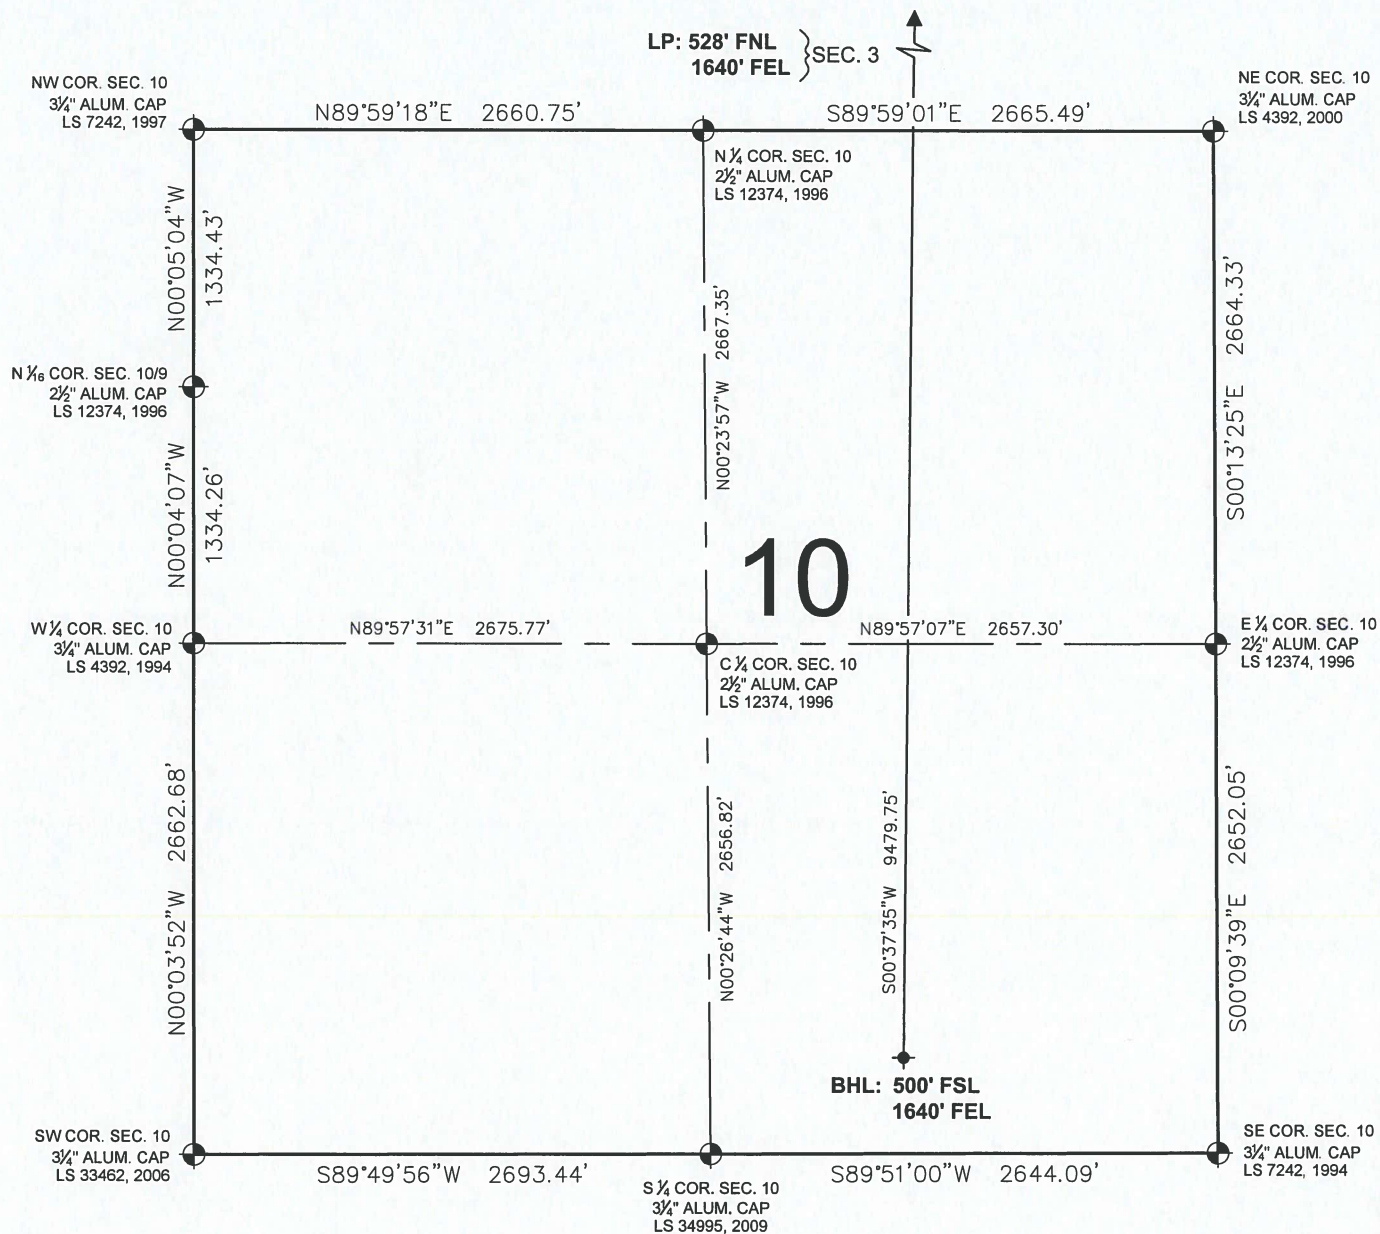 LP: 528' FNL
1640' FEL
SEC. 3
NW COR. SEC. 10
3¼" ALUM. CAP
LS 7242, 1997
N89°59'18"E 2660.75'
S89°59'01"E 2665.49'
NE COR. SEC. 10
3¼" ALUM. CAP
LS 4392, 2000
N ¼ COR. SEC. 10
2½" ALUM. CAP
LS 12374, 1996
N00°05'04"W
1334.43'
N00°23'57"W 2667.35'
S00°13'25"E 2664.33'
N 1⁄16 COR. SEC. 10/9
2½" ALUM. CAP
LS 12374, 1996
N00°04'07"W
1334.26'
10
W ¼ COR. SEC. 10
3¼" ALUM. CAP
LS 4392, 1994
N89°57'31"E 2675.77'
N89°57'07"E 2657.30'
E ¼ COR. SEC. 10
2½" ALUM. CAP
LS 12374, 1996
C ¼ COR. SEC. 10
2½" ALUM. CAP
LS 12374, 1996
N00°03'52"W 2662.68'
N00°26'44"W 2656.82'
S00°37'35"W 9479.75'
S00°09'39"E 2652.05'
BHL: 500' FSL
1640' FEL
SW COR. SEC. 10
3¼" ALUM. CAP
LS 33462, 2006
S89°49'56"W 2693.44'
S ¼ COR. SEC. 10
3¼" ALUM. CAP
LS 34995, 2009
S89°51'00"W 2644.09'
SE COR. SEC. 10
3¼" ALUM. CAP
LS 7242, 1994